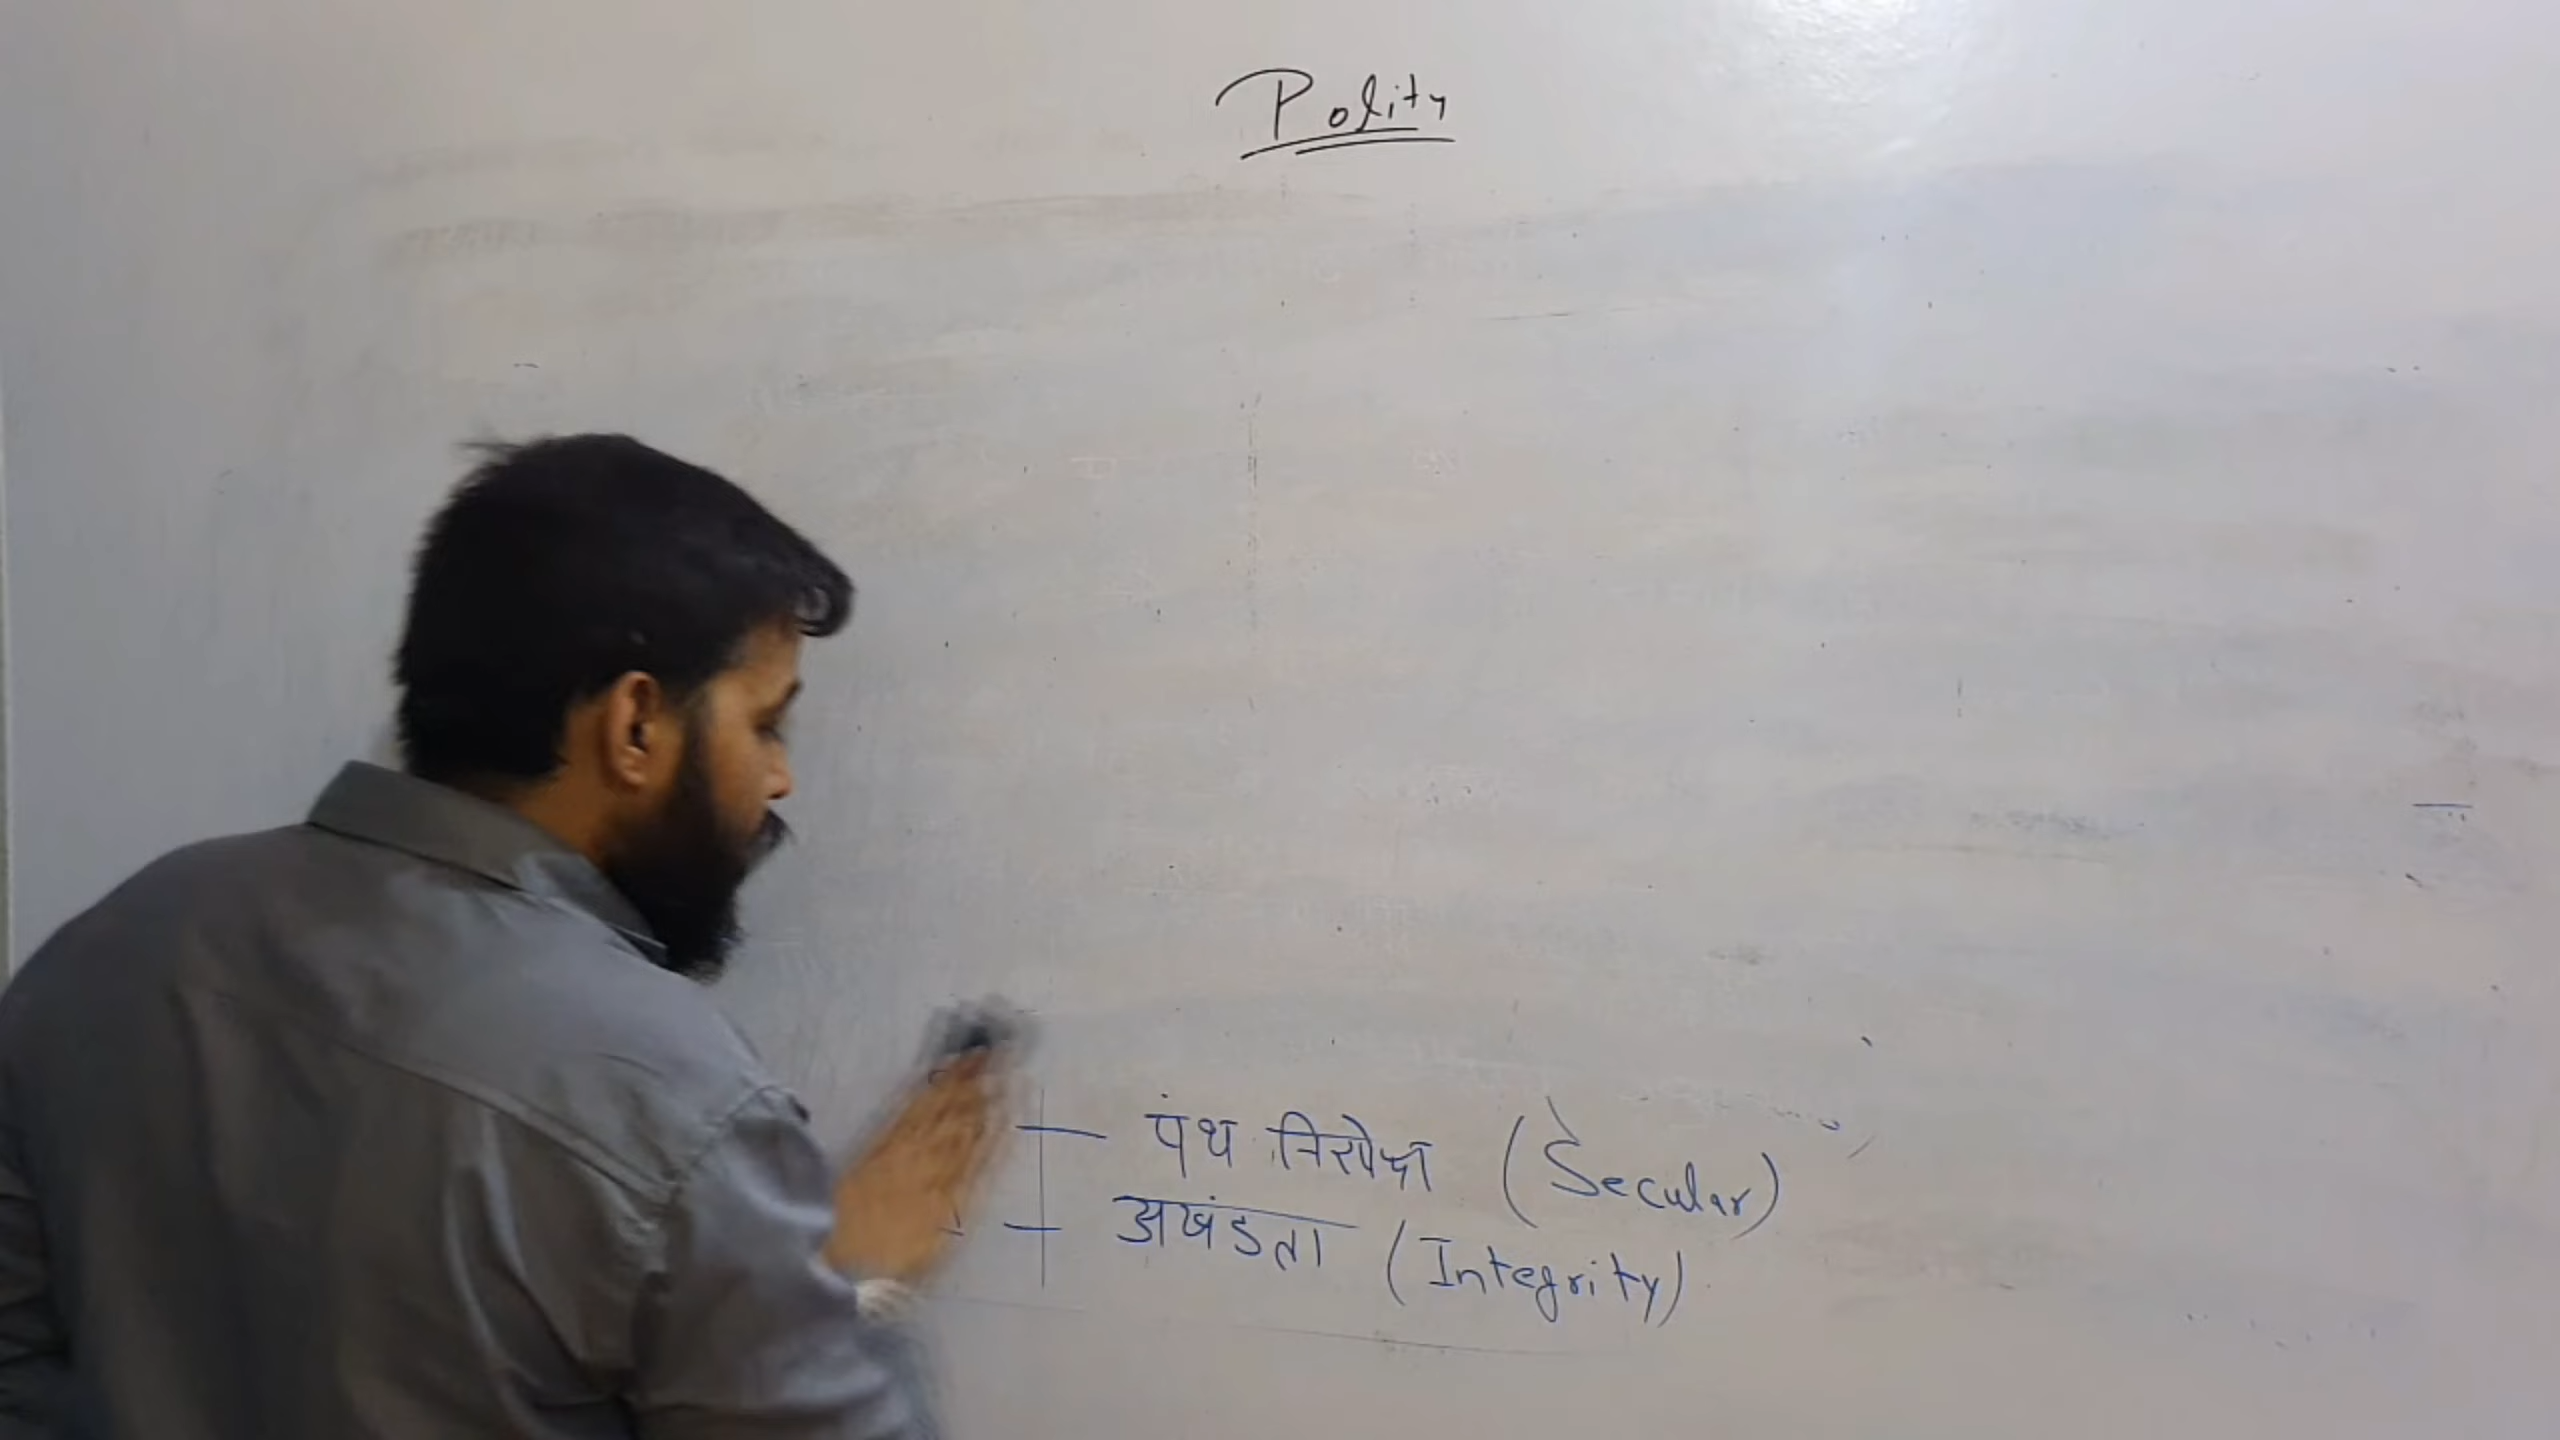 Polity
पंथ निरपेक्ष (Secular)
अखंडता (Integrity)